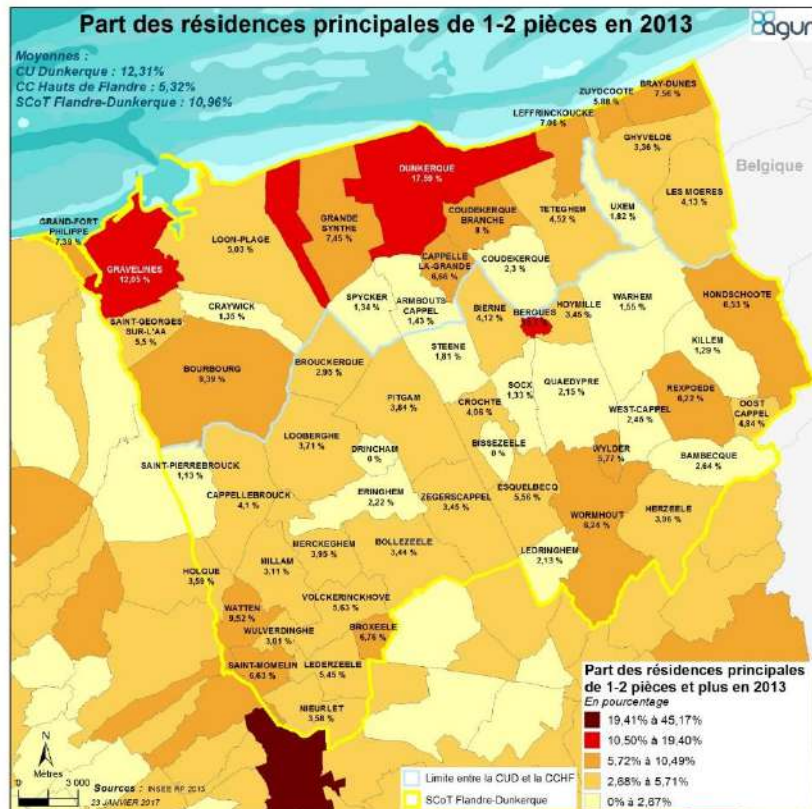 Part des résidences principales de 1-2 pièces en 2013
agur
Moyennes :
CU Dunkerque : 12,31%
CC Hauts de Flandre : 5,32%
SCoT Flandre-Dunkerque : 10,96%
BRAY-DUNES
7,56 %
ZUYDCOOTE
5,88 %
LEFFRINCKOUCKE
7,06 %
GHYVELDE
3,36 %
Belgique
DUNKERQUE
LES MOERES
4,13 %
UXEM
1,82 %
TETEGHEM
4,52 %
COUDEKERQUE
BRANCHE
8 %
GRANDE
SYNTHE
7,45 %
GRAND-FORT
PHILIPPE
7,39 %
LOON-PLAGE
5,03 %
GRAVELINES
12,05 %
CAPPELLE
LA-GRANDE
6,66 %
COUDEKERQUE
2,3 %
CRAYWICK
1,35 %
SPYCKER
1,34 %
ARMBOUTS
CAPPEL
1,43 %
BIERNE
4,12 %
BERGUES
HOYMILLE
3,45 %
WARHEM
1,55 %
HONDSCHOOTE
6,53 %
SAINT-GEORGES
SUR-L'AA
5,5 %
STEENE
1,81 %
KILLEM
1,29 %
BOURBOURG
9,39 %
BROUCKERQUE
2,95 %
SOCX
1,33 %
QUAEDYPRE
2,15 %
REXPOEDE
6,22 %
PITGAM
3,84 %
CROCHTE
4,06 %
WEST-CAPPEL
2,45 %
OOST
CAPPEL
4,84 %
LOOBERGHE
3,71 %
DRINCHAM
0 %
BISSEZEELE
0 %
WYLDER
5,77 %
BAMBECQUE
2,64 %
SAINT-PIERREBROUCK
1,13 %
CAPPELLEBROUCK
4,1 %
ERINGHEM
2,22 %
ZEGERSCAPPEL
3,45 %
ESQUELBECQ
5,56 %
WORMHOUT
6,24 %
HERZEELE
3,06 %
MERCKEGHEM
3,95 %
BOLLEZEELE
3,44 %
LEDRINGHEM
2,13 %
HOLQUE
3,59 %
MILLAM
3,11 %
VOLCKERINCKHOVE
5,63 %
WATTEN
9,52 %
WULVERDINGHE
3,01 %
BROXEELE
6,76 %
SAINT-MOMELIN
6,63 %
LEDERZEELE
5,45 %
NIEURLET
3,58 %
Part des résidences principales
de 1-2 pièces et plus en 2013
En pourcentage
19,41% à 45,17%
10,50% à 19,40%
5,72% à 10,49%
2,68% à 5,71%
0% à 2,67%
Limite entre la CUD et la CCHF
SCoT Flandre-Dunkerque
N
Mètres
0 3 000
Sources : INSEE RP 2013
23 JANVIER 2017